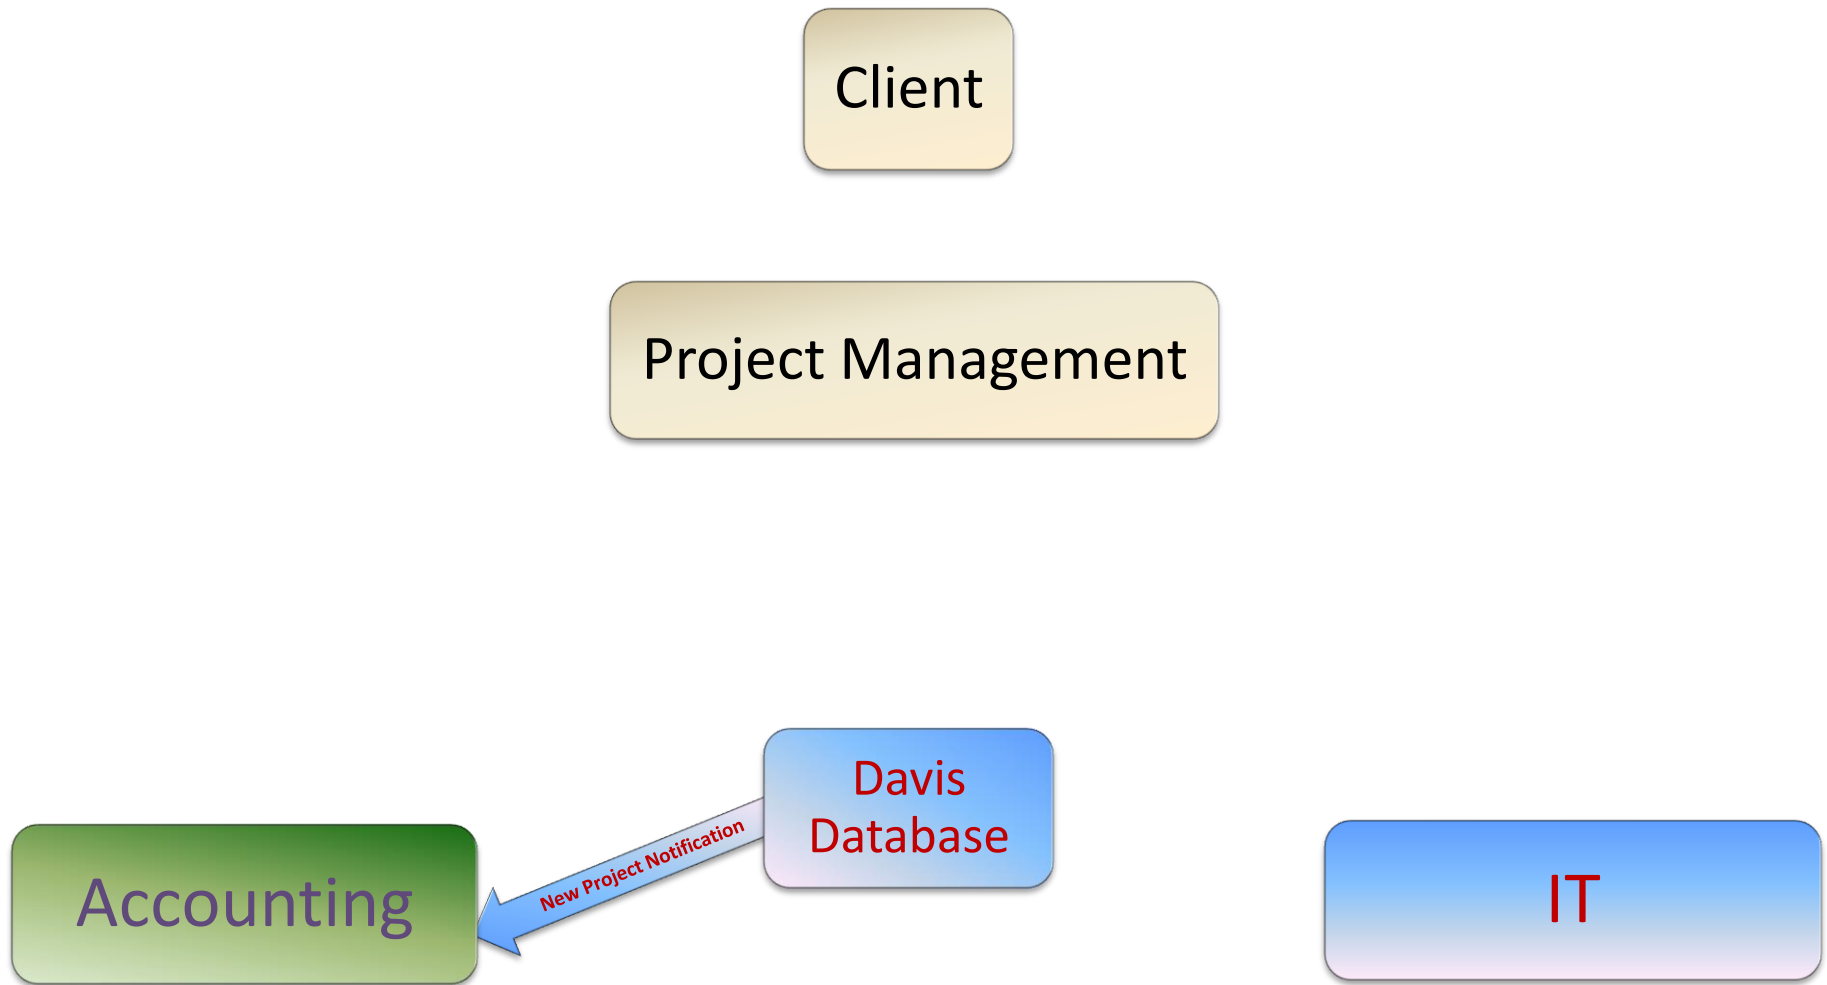 Client
Project Management
Davis
Database
New Project Notification
Accounting
IT